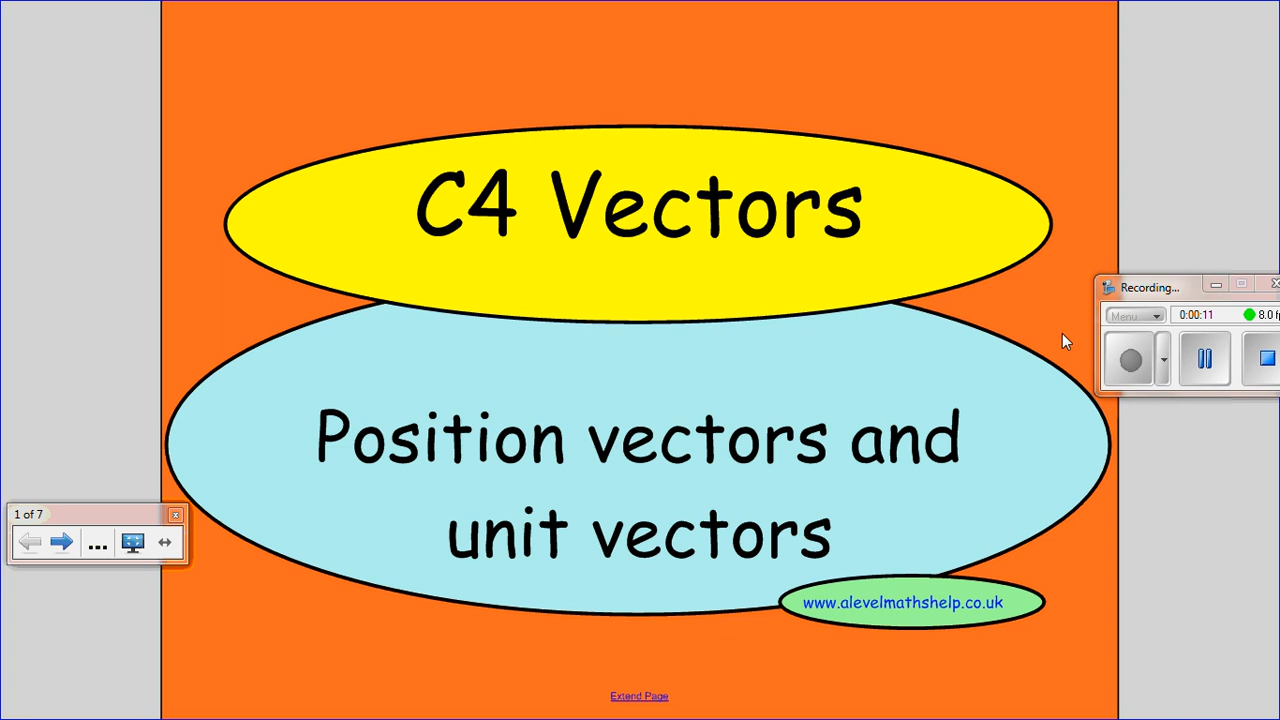 C4 Vectors
Recording...
Menu
0:00:11
8.0 f
Position vectors and
unit vectors
1 of 7
www.alevelmathshelp.co.uk
Extend Page